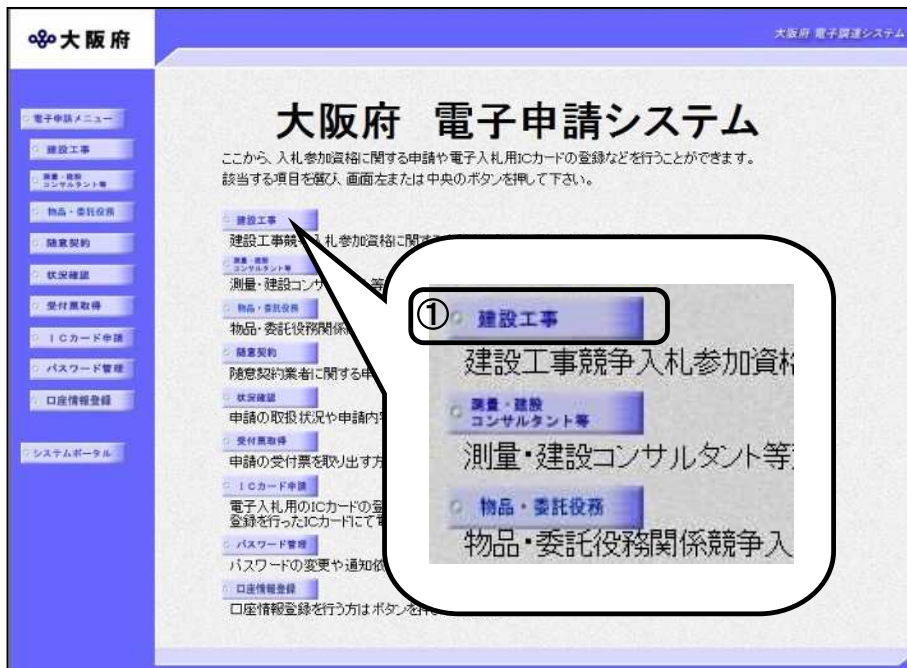 大阪府
大阪府 電子調達システム
電子申請メニュー
建設工事
測量・建設
コンサルタント等
物品・委託役務
随意契約
状況確認
受付票取得
ICカード申請
パスワード管理
口座情報登録
システムポータル
大阪府 電子申請システム
ここから、入札参加資格に関する申請や電子入札用ICカードの登録などを行うことができます。
該当する項目を選び、画面左または中央のボタンを押して下さい。
建設工事
建設工事競争入札参加資格に関する
測量・建設
コンサルタント等
測量・建設コンサ
物品・委託役務
物品・委託役務関係
随意契約
随意契約業者に関する申
状況確認
申請の取扱状況や申請内容
受付票取得
申請の受付票を取り出す方
ICカード申請
電子入札用のICカードの登
登録を行ったICカードにて電
パスワード管理
パスワードの変更や通知依
口座情報登録
口座情報登録を行う方はボタンを押
①
建設工事
建設工事競争入札参加資格
測量・建設
コンサルタント等
測量・建設コンサルタント等
物品・委託役務
物品・委託役務関係競争入